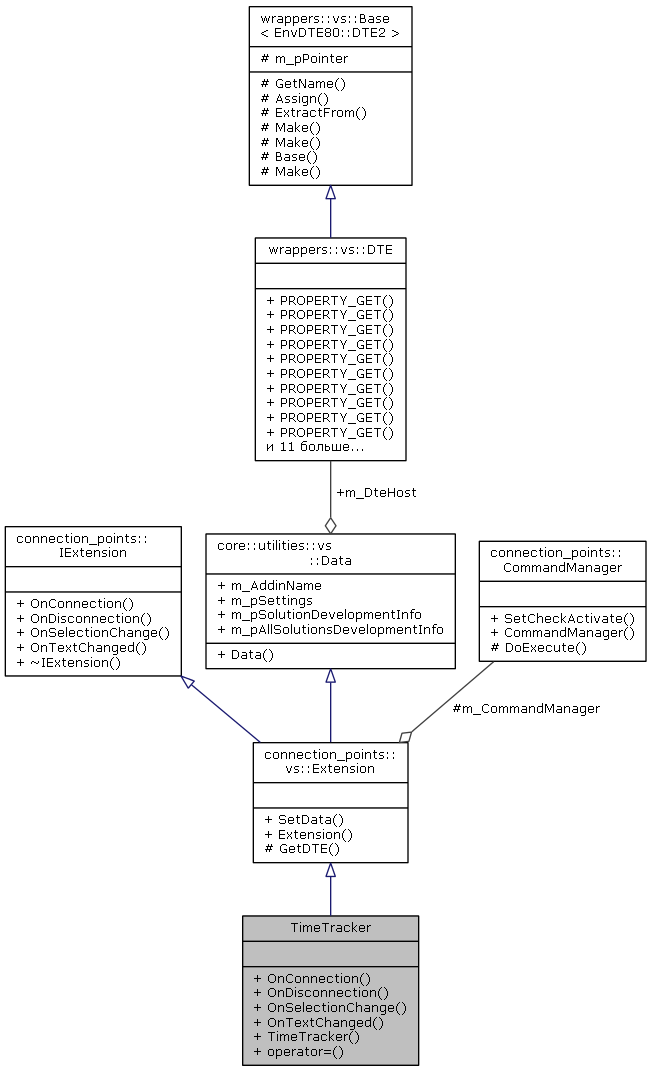 wrappers::vs::Base
< EnvDTE80::DTE2 >
# m_pPointer
# GetName()
# Assign()
# ExtractFrom()
# Make()
# Make()
# Base()
# Make()
wrappers::vs::DTE
+ PROPERTY_GET()
+ PROPERTY_GET()
+ PROPERTY_GET()
+ PROPERTY_GET()
+ PROPERTY_GET()
+ PROPERTY_GET()
+ PROPERTY_GET()
+ PROPERTY_GET()
+ PROPERTY_GET()
+ PROPERTY_GET()
и 11 больше...
+m_DteHost
connection_points::
IExtension
+ OnConnection()
+ OnDisconnection()
+ OnSelectionChange()
+ OnTextChanged()
+ ~IExtension()
core::utilities::vs
::Data
+ m_AddinName
+ m_pSettings
+ m_pSolutionDevelopmentInfo
+ m_pAllSolutionsDevelopmentInfo
+ Data()
connection_points::
CommandManager
+ SetCheckActivate()
+ CommandManager()
# DoExecute()
#m_CommandManager
connection_points::
vs::Extension
+ SetData()
+ Extension()
# GetDTE()
TimeTracker
+ OnConnection()
+ OnDisconnection()
+ OnSelectionChange()
+ OnTextChanged()
+ TimeTracker()
+ operator=()